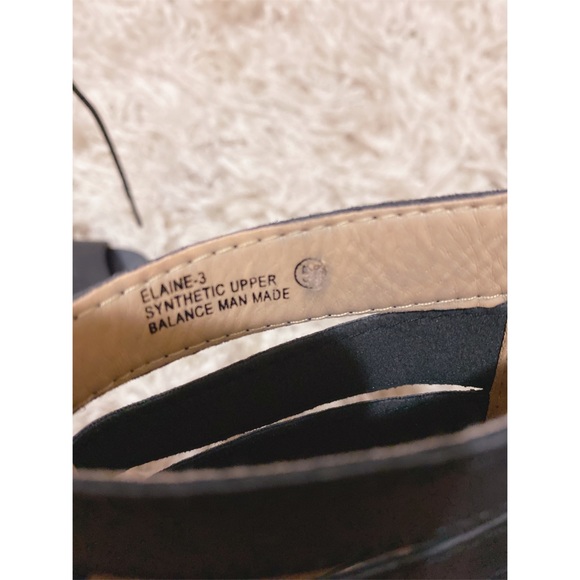 ELAINE-3
SYNTHETIC UPPER
BALANCE MAN MADE